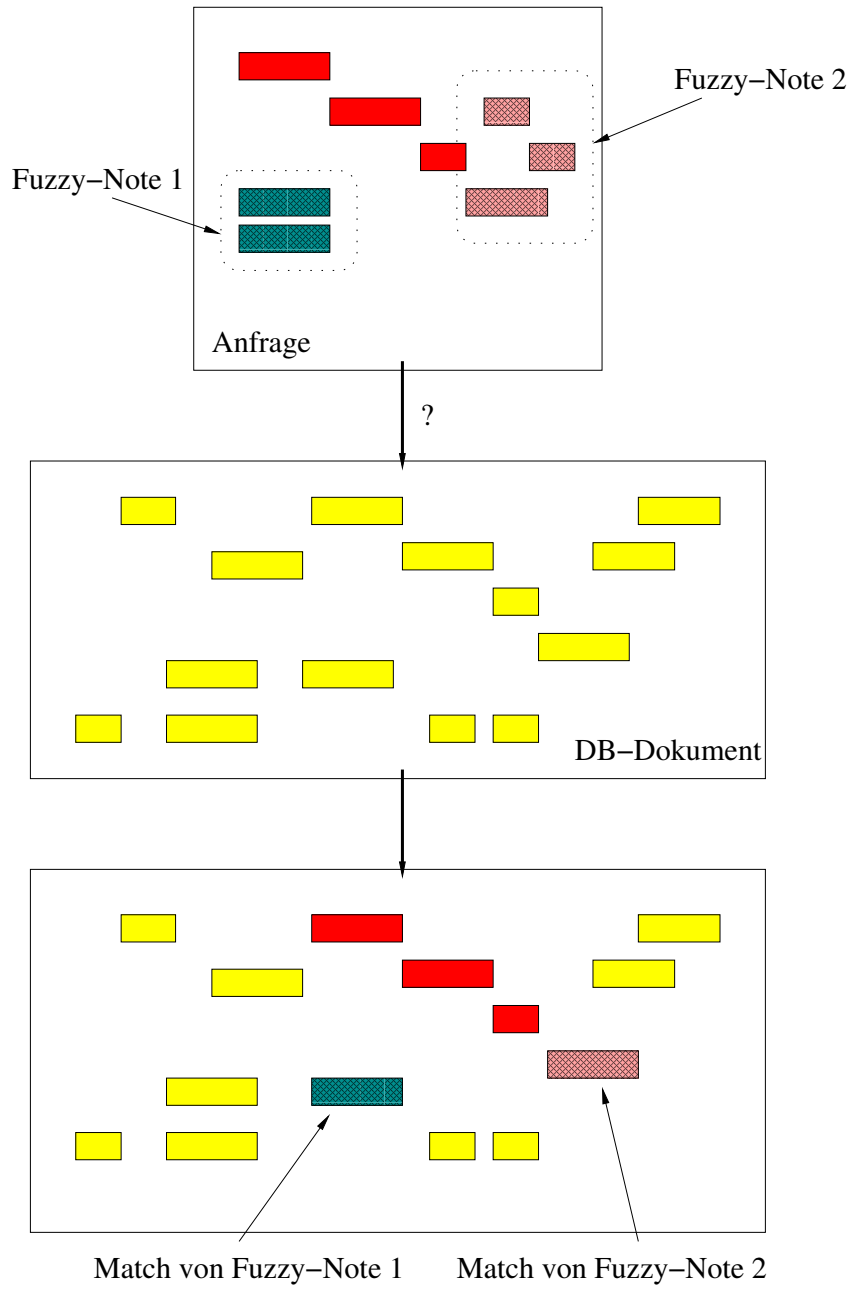 Fuzzy−Note 2
Fuzzy−Note 1
Anfrage
?
DB−Dokument
Match von Fuzzy−Note 1
Match von Fuzzy−Note 2